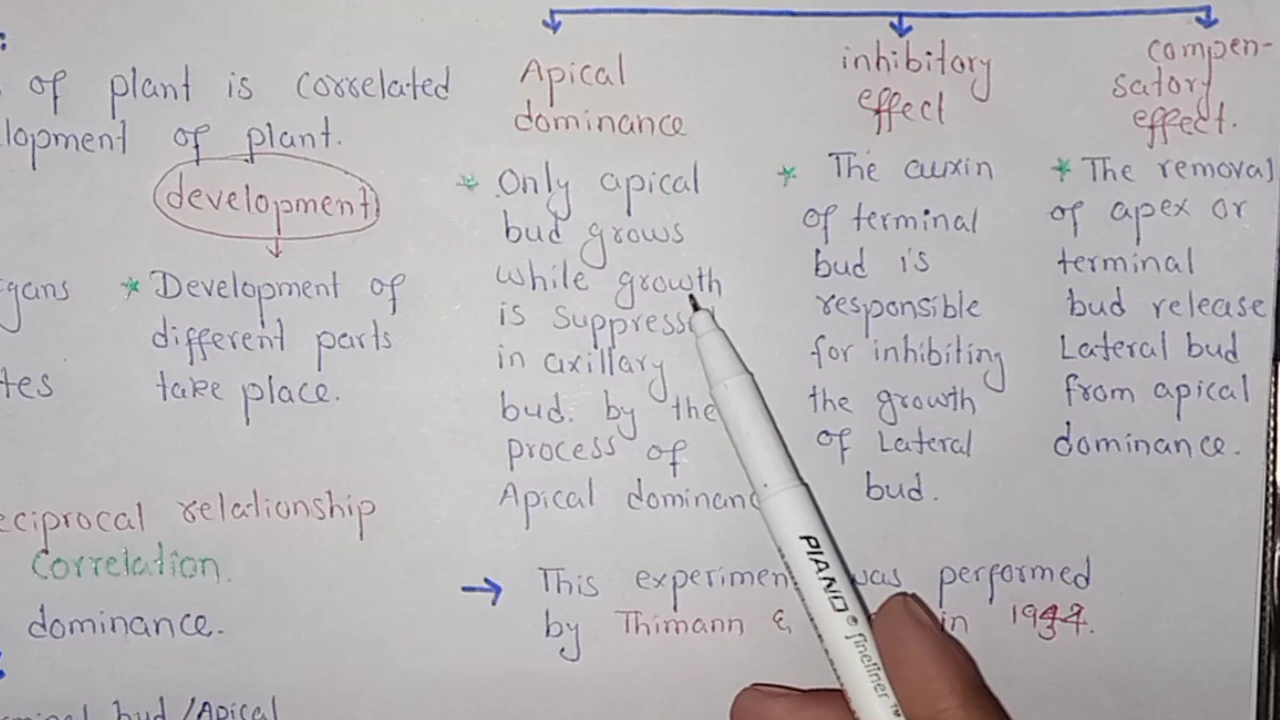 of plant is correlated
lopment of plant.
development
gans
* Development of
different parts
tes
take place.
eciprocal relationship
Correlation.
dominance.
bud /Apical
Apical
dominance
* Only apical
bud grows
while growth
is suppress
in axillary
bud. by the
process of
Apical dominanc
inhibitory
effect
* The auxin
of terminal
bud is
responsible
for inhibiting
the growth
of Lateral
bud.
compen-
satory
effect.
* The removal
of apex or
terminal
bud release
Lateral bud
from apical
dominance.
→ This experimen was performed
by Thimann & in
PIANO® fineliner™